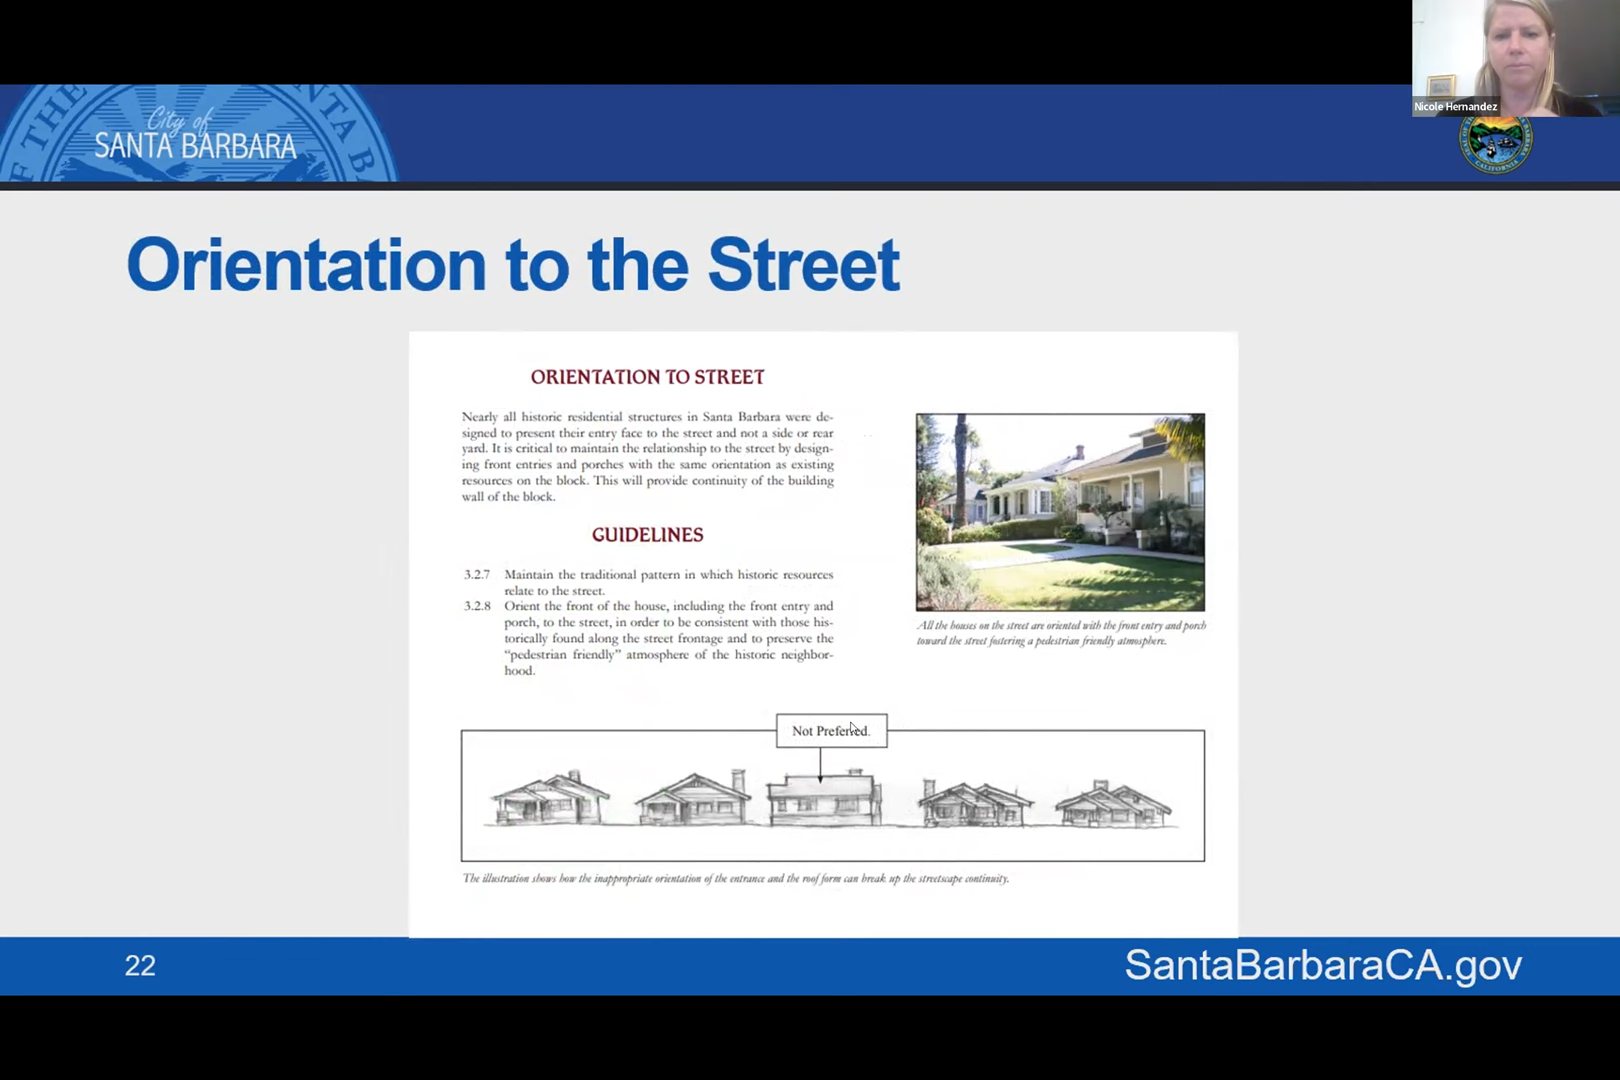 Nicole Hernandez
City of
SANTA BARBARA
Orientation to the Street
ORIENTATION TO STREET
Nearly all historic residential structures in Santa Barbara were de-
signed to present their entry face to the street and not a side or rear
yard. It is critical to maintain the relationship to the street by design-
ing front entries and porches with the same orientation as existing
resources on the block. This will provide continuity of the building
wall of the block.
GUIDELINES
3.2.7 Maintain the traditional pattern in which historic resources
relate to the street.
3.2.8 Orient the front of the house, including the front entry and
porch, to the street, in order to be consistent with those his-
torically found along the street frontage and to preserve the
“pedestrian friendly” atmosphere of the historic neighbor-
hood.
All the houses on the street are oriented with the front entry and porch
toward the street fostering a pedestrian friendly atmosphere.
Not Preferred.
The illustration shows how the inappropriate orientation of the entrance and the roof form can break up the streetscape continuity.
22
SantaBarbaraCA.gov